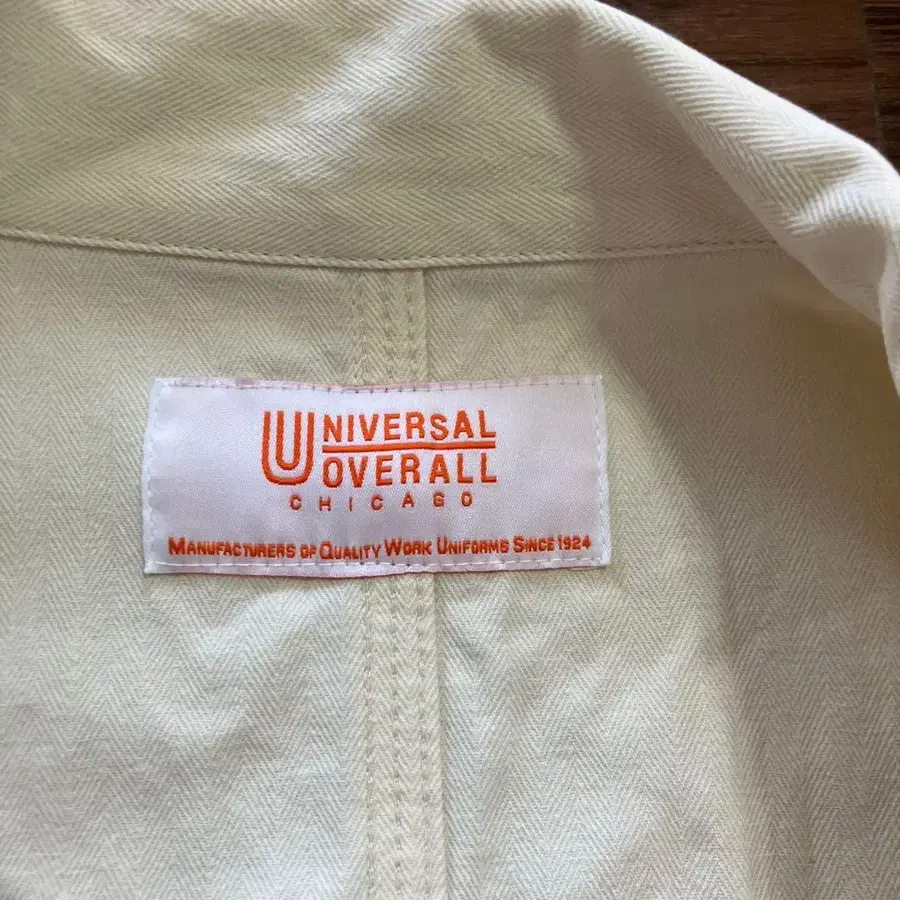 UNIVERSAL
OVERALL
CHICAGO
MANUFACTURERS OF QUALITY WORK UNIFORMS SINCE 1924